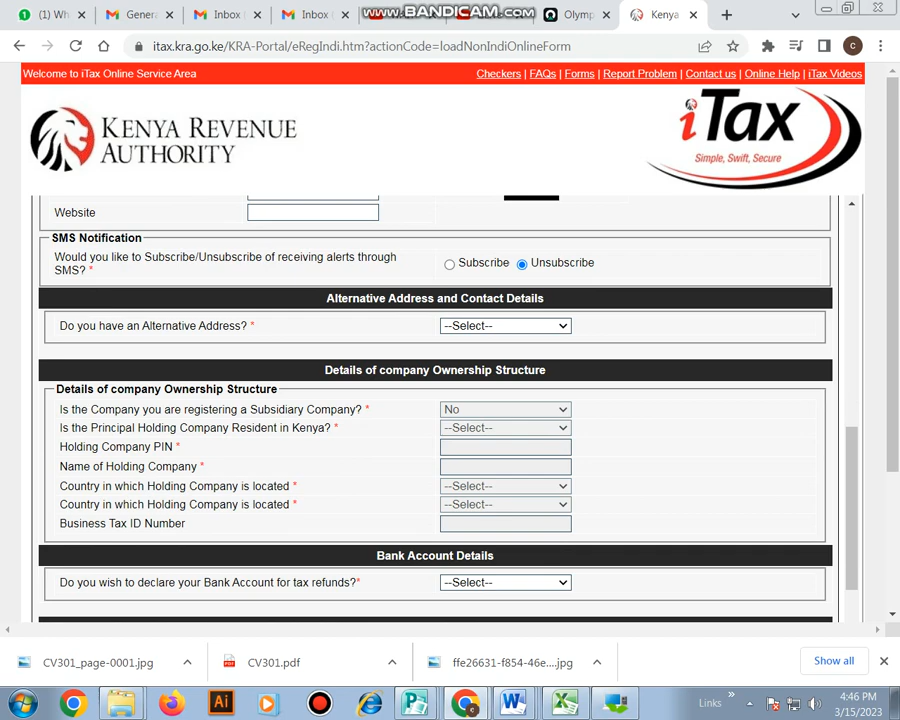 1 Wh
Genera
Inbox
Inbox
WWW.BANDICAM.COM
Olymp
Kenya
itax.kra.go.ke/KRA-Portal/eRegIndi.htm?actionCode=loadNonIndiOnlineForm
C
Welcome to iTax Online Service Area
Checkers | FAQs | Forms | Report Problem | Contact us | Online Help | iTax Videos
KENYA REVENUE
AUTHORITY
iTax
Simple, Swift, Secure
Website
SMS Notification
Would you like to Subscribe/Unsubscribe of receiving alerts through
SMS? *
Subscribe Unsubscribe
Alternative Address and Contact Details
Do you have an Alternative Address? * --Select--
Details of company Ownership Structure
Details of company Ownership Structure
Is the Company you are registering a Subsidiary Company? * No
Is the Principal Holding Company Resident in Kenya? * --Select--
Holding Company PIN *
Name of Holding Company *
Country in which Holding Company is located * --Select--
Country in which Holding Company is located * --Select--
Business Tax ID Number
Bank Account Details
Do you wish to declare your Bank Account for tax refunds?* --Select--
CV301_page-0001.jpg
CV301.pdf
ffe26631-f854-46e....jpg
Show all
Ai
Links
4:46 PM
3/15/2023